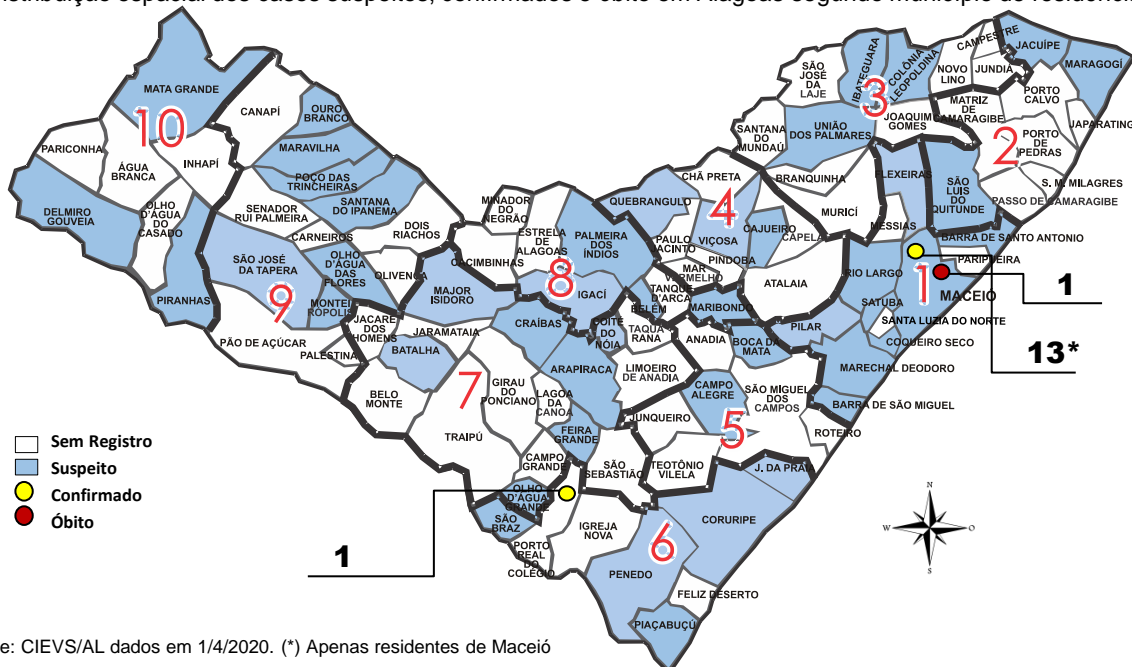 istribuição espacial dos casos suspeitos, confirmados e óbito em Alagoas segundo município de residênci
MATA GRANDE
10
CANAPÍ
OURO
BRANCO
PARICONHA
ÁGUA
BRANCA
INHAPÍ
MARAVILHA
POÇO DAS
TRINCHEIRAS
SANTANA
DO IPANEMA
DELMIRO
GOUVEIA
OLHO
D'ÁGUA
DO
CASADO
PIRANHAS
SENADOR
RUI PALMEIRA
CARNEIROS
DOIS
RIACHOS
SÃO JOSÉ
DA TAPERA
OLHO
D'ÁGUA
DAS
FLORES
OLIVENÇA
9
MONTEI
RÓPOLIS
PÃO DE AÇÚCAR
PALESTINA
JACARÉ
DOS
HOMENS
MAJOR
ISIDORO
CACIMBINHAS
MINADOR
DO
NEGRÃO
ESTRELA
DE
ALAGOAS
PALMEIRA
DOS
ÍNDIOS
8
IGACÍ
JARAMATAIA
BATALHA
BELO
MONTE
7
TRAIPÚ
GIRAU
DO
PONCIANO
CRAÍBAS
ARAPIRACA
LAGOA
DA
CANOA
FEIRA
GRANDE
CAMPO
GRANDE
COITÉ
DO
NÓIA
TAQUA
RANA
LIMOEIRO
DE ANADIA
JUNQUEIRO
SÃO
SEBASTIÃO
OLHO
D'ÁGUA
GRANDE
SÃO
BRAZ
PORTO
REAL
DO
COLÉGIO
IGREJA
NOVA
6
PENEDO
PIAÇABUÇÚ
FELIZ DESERTO
CORURIPE
J. DA PRAIA
TEOTÔNIO
VILELA
5
CAMPO
ALEGRE
SÃO MIGUEL
DOS
CAMPOS
ROTEIRO
ANADIA
BOCA DA
MATA
BELÉM
TANQUE
D'ARCA
MARIBONDO
MAR
VERMELHO
PAULO
JACINTO
PINDOBA
QUEBRANGULO
CHÃ PRETA
4
VIÇOSA
CAJUEIRO
CAPELA
ATALAIA
PILAR
SÃO
JOSÉ
DA
LAJE
IBATEGUARA
COLÔNIA
LEOPOLDINA
3
SANTANA
DO
MUNDAÚ
UNIÃO
DOS PALMARES
BRANQUINHA
MURICÍ
JOAQUIM
GOMES
NOVO
LINO
CAMPESTRE
JUNDIÁ
JACUÍPE
MARAGOGÍ
MATRIZ
DE
CAMARAGIBE
PORTO
CALVO
JAPARATING
2
PORTO
DE
PEDRAS
S. M. MILAGRES
PASSO DE CAMARAGIBE
FLEXEIRAS
SÃO
LUIS
DO
QUITUNDE
MESSIAS
BARRA DE SANTO ANTONIO
PARIPUEIRA
1
MACEIÓ
RIO LARGO
SATUBA
SANTA LUZIA DO NORTE
COQUEIRO SECO
MARECHAL DEODORO
BARRA DE SÃO MIGUEL
1
13*
1
Sem Registro
Suspeito
Confirmado
Óbito
N
W
O
S
e: CIEVS/AL dados em 1/4/2020. (*) Apenas residentes de Maceió